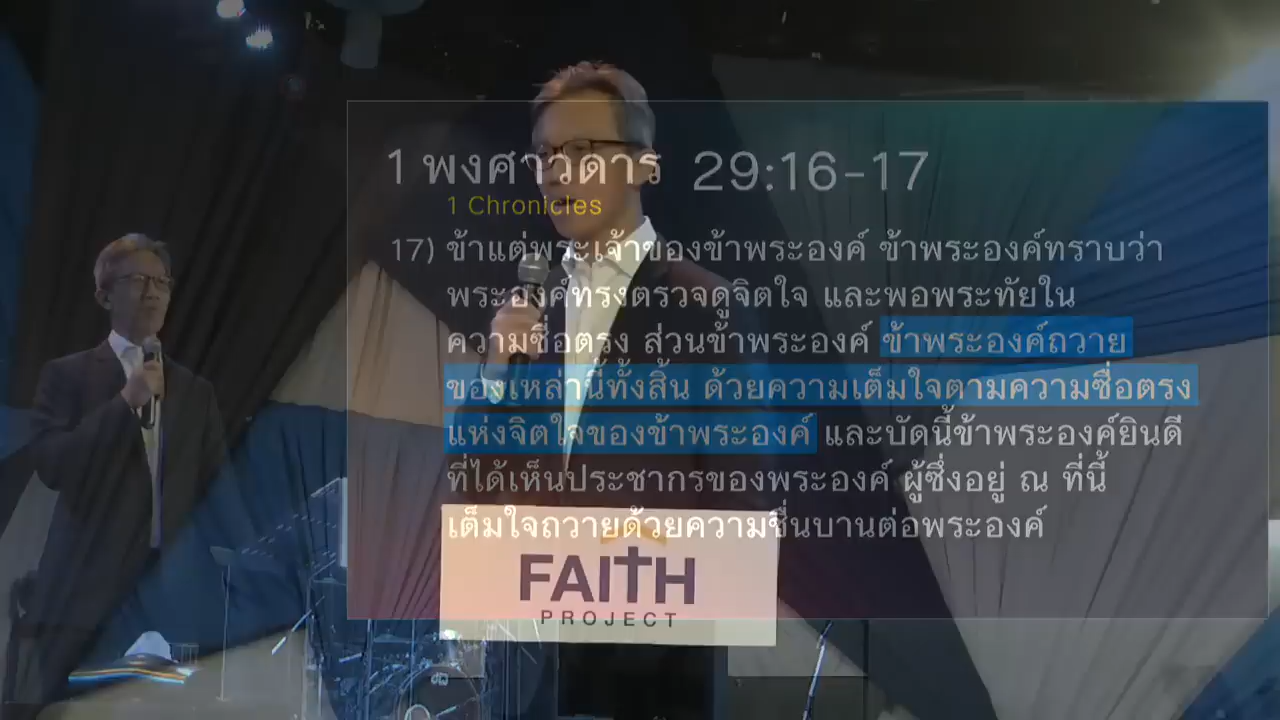 1 พงศาวดาร 29:16-17
1 Chronicles
17) ข้าแต่พระเจ้าของข้าพระองค์ ข้าพระองค์ทราบว่า
พระองค์ทรงตรวจดูจิตใจ และพอพระทัยใน
ความซื่อตรง ส่วนข้าพระองค์ ข้าพระองค์ถวาย
ของเหล่านี้ทั้งสิ้น ด้วยความเต็มใจตามความซื่อตรง
แห่งจิตใจของข้าพระองค์ และบัดนี้ข้าพระองค์ยินดี
ที่ได้เห็นประชากรของพระองค์ ผู้ซึ่งอยู่ ณ ที่นี้
เต็มใจถวายด้วยความชื่นบานต่อพระองค์
FAITH
PROJECT